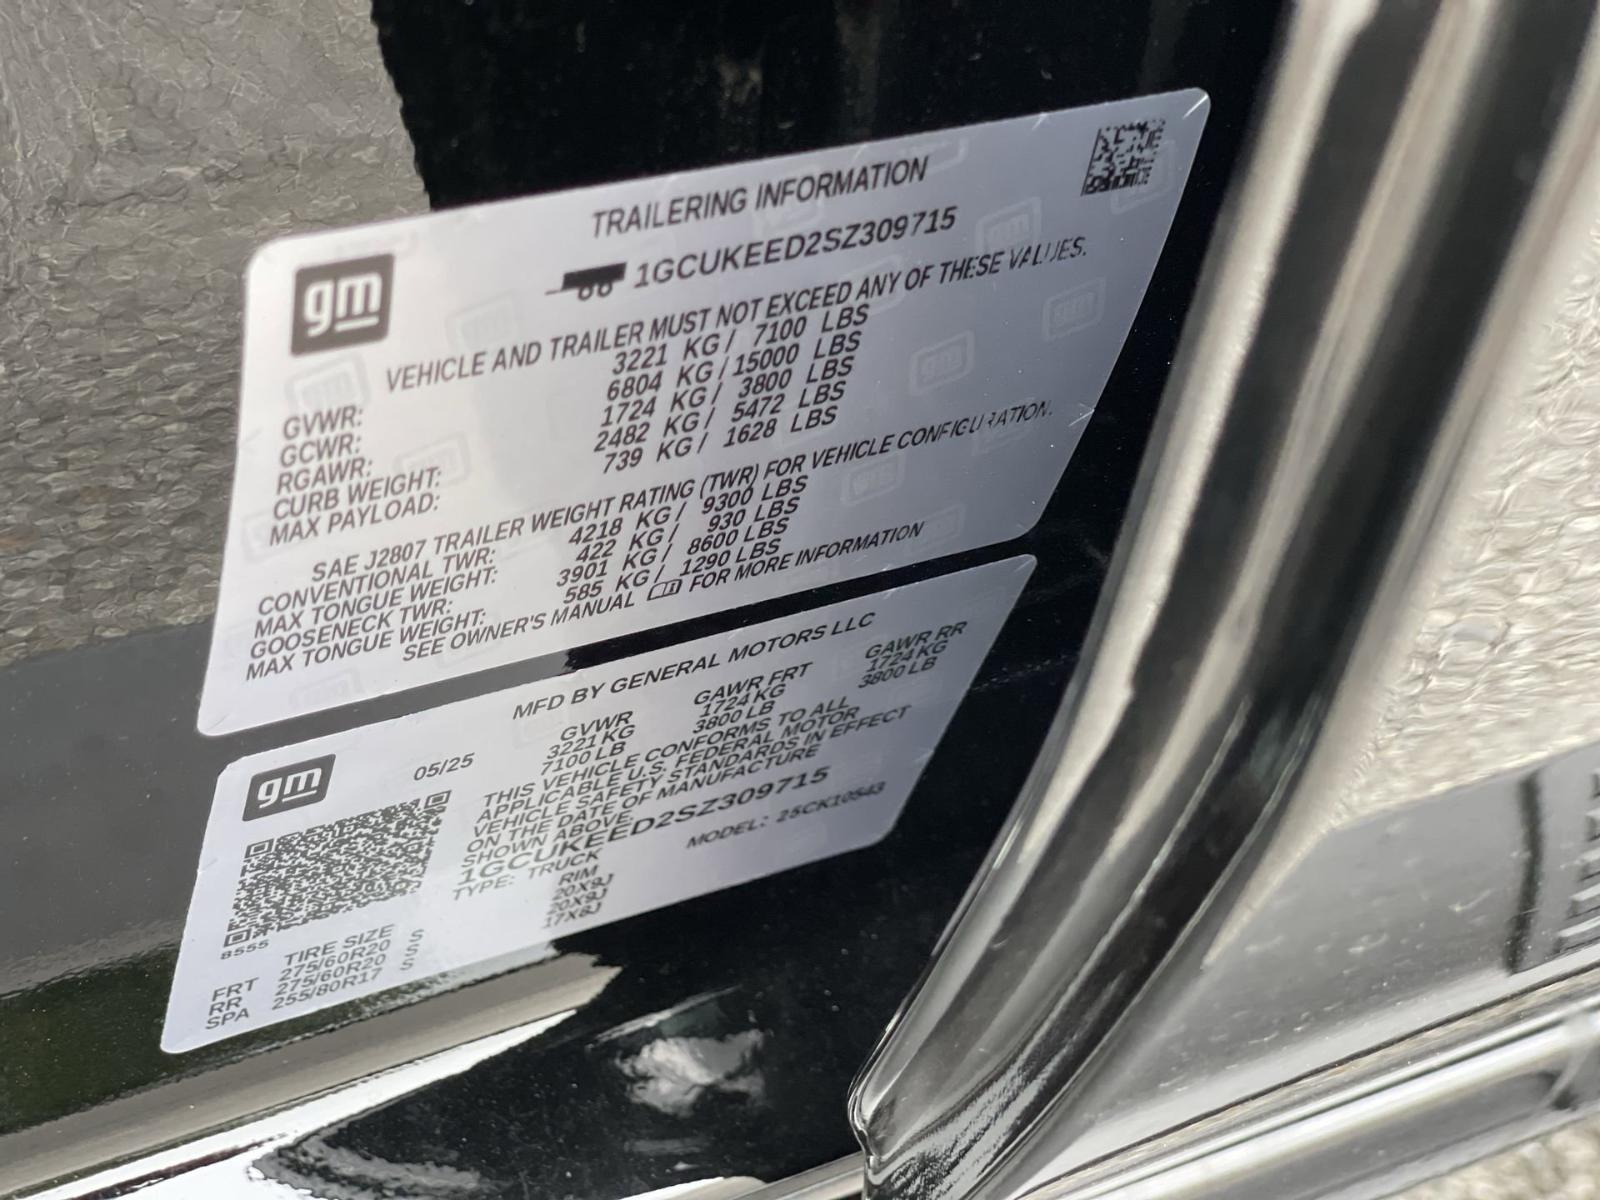 TRAILERING INFORMATION
gm
1GCUKEED2SZ309715
VEHICLE AND TRAILER MUST NOT EXCEED ANY OF THESE VALUES.
GVWR: 3221 KG / 7100 LBS
GCWR: 6804 KG / 15000 LBS
RGAWR: 1724 KG / 3800 LBS
CURB WEIGHT: 2482 KG / 5472 LBS
MAX PAYLOAD: 739 KG / 1628 LBS
SAE J2807 TRAILER WEIGHT RATING (TWR) FOR VEHICLE CONFIGURATION.
CONVENTIONAL TWR: 4218 KG / 9300 LBS
MAX TONGUE WEIGHT: 422 KG / 930 LBS
GOOSENECK TWR: 3901 KG / 8600 LBS
MAX TONGUE WEIGHT: 585 KG / 1290 LBS
SEE OWNER'S MANUAL FOR MORE INFORMATION
MFD BY GENERAL MOTORS LLC
gm
05/25
GVWR GAWR FRT GAWR RR
3221 KG 1724 KG 1724 KG
7100 LB 3800 LB 3800 LB
THIS VEHICLE CONFORMS TO ALL
APPLICABLE U.S. FEDERAL MOTOR
VEHICLE SAFETY STANDARDS IN EFFECT
ON THE DATE OF MANUFACTURE
SHOWN ABOVE.
1GCUKEED2SZ309715
TYPE: TRUCK MODEL: 25CK10543
8555
TIRE SIZE RIM
FRT 275/60R20 S 20X9J
RR 275/60R20 S 20X9J
SPA 255/80R17 S 17X8J